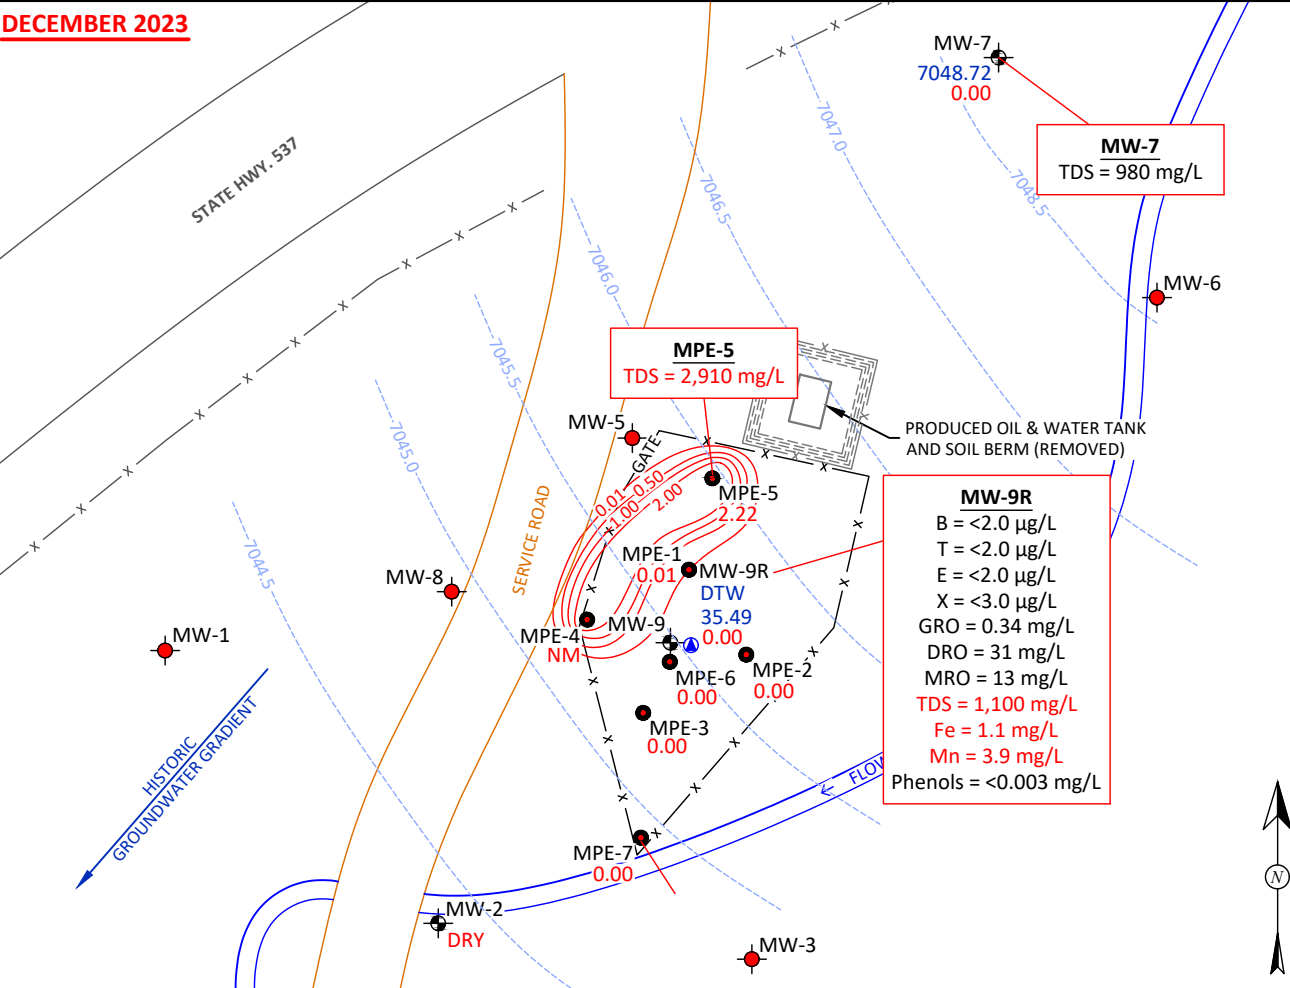 DECEMBER 2023
MW-7
7048.72
0.00
MW-7
TDS = 980 mg/L
STATE HWY. 537
7047.0
7048.5
7046.5
7046.0
MW-6
7045.5
MPE-5
TDS = 2,910 mg/L
PRODUCED OIL & WATER TANK
AND SOIL BERM (REMOVED)
MW-5
GATE
7045.0
0.01
0.50
1.00
2.00
MPE-5
2.22
MW-9R
B = <2.0 µg/L
T = <2.0 µg/L
E = <2.0 µg/L
X = <3.0 µg/L
GRO = 0.34 mg/L
DRO = 31 mg/L
MRO = 13 mg/L
TDS = 1,100 mg/L
Fe = 1.1 mg/L
Mn = 3.9 mg/L
Phenols = <0.003 mg/L
7044.5
SERVICE ROAD
MPE-1
0.01
MW-9R
DTW
35.49
0.00
MW-8
MW-1
MPE-4
NM
MW-9
MPE-6
0.00
MPE-2
0.00
MPE-3
0.00
HISTORIC
GROUNDWATER GRADIENT
FLOW
MPE-7
0.00
MW-2
DRY
MW-3
N